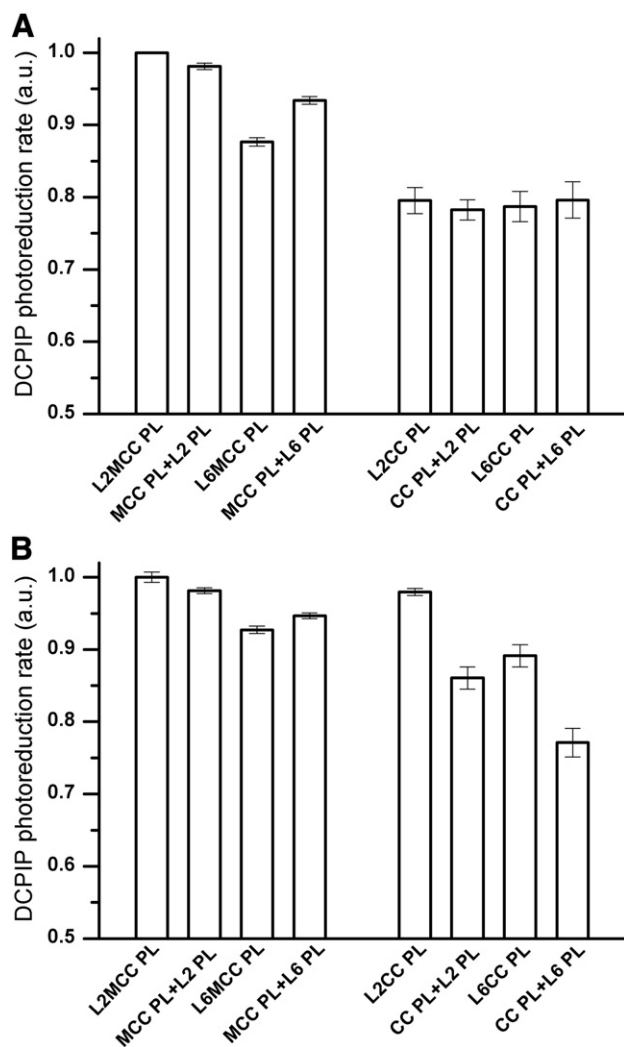 A
DCPIP photoreduction rate (a.u.)
1.0
0.9
0.8
0.7
0.6
0.5
L2MCC PL
MCC PL+L2 PL
L6MCC PL
MCC PL+L6 PL
L2CC PL
CC PL+L2 PL
L6CC PL
CC PL+L6 PL
B
DCPIP photoreduction rate (a.u.)
1.0
0.9
0.8
0.7
0.6
0.5
L2MCC PL
MCC PL+L2 PL
L6MCC PL
MCC PL+L6 PL
L2CC PL
CC PL+L2 PL
L6CC PL
CC PL+L6 PL